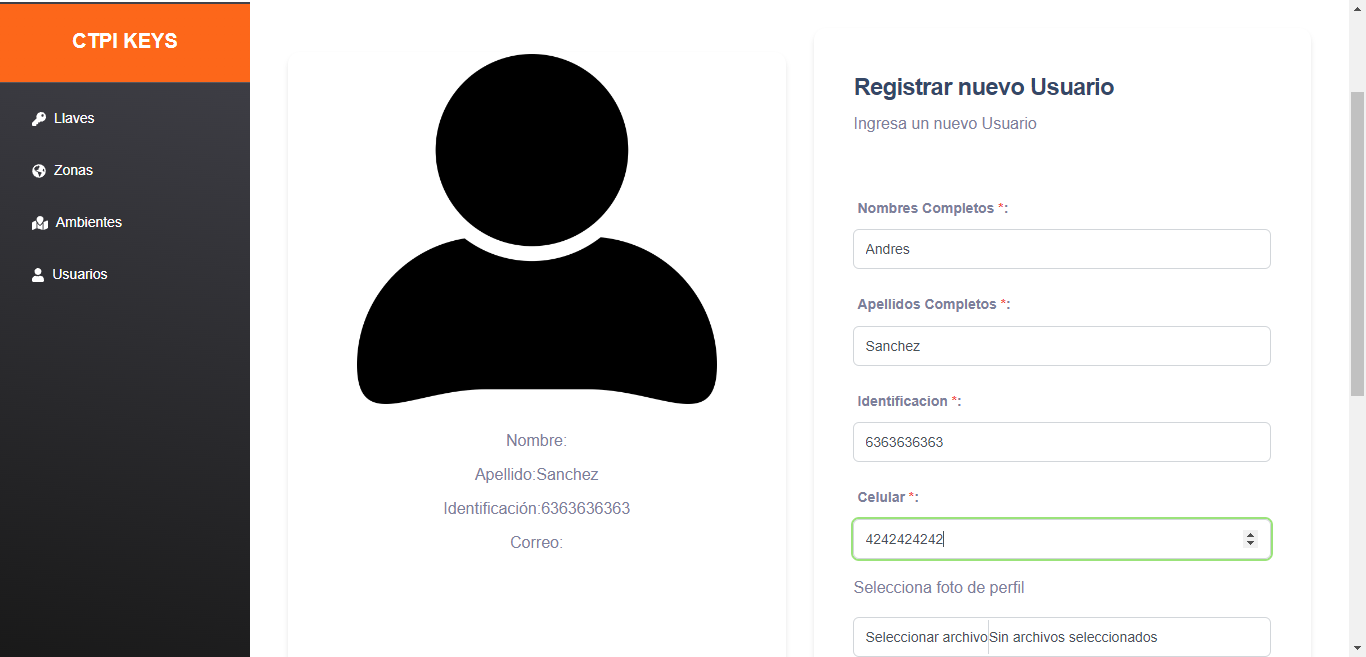 CTPI KEYS
Llaves
Zonas
Ambientes
Usuarios
Nombre:
Apellido:Sanchez
Identificación:6363636363
Correo:
Registrar nuevo Usuario
Ingresa un nuevo Usuario
Nombres Completos *:
Andres
Apellidos Completos *:
Sanchez
Identificacion *:
6363636363
Celular *:
4242424242
Selecciona foto de perfil
Seleccionar archivo Sin archivos seleccionados